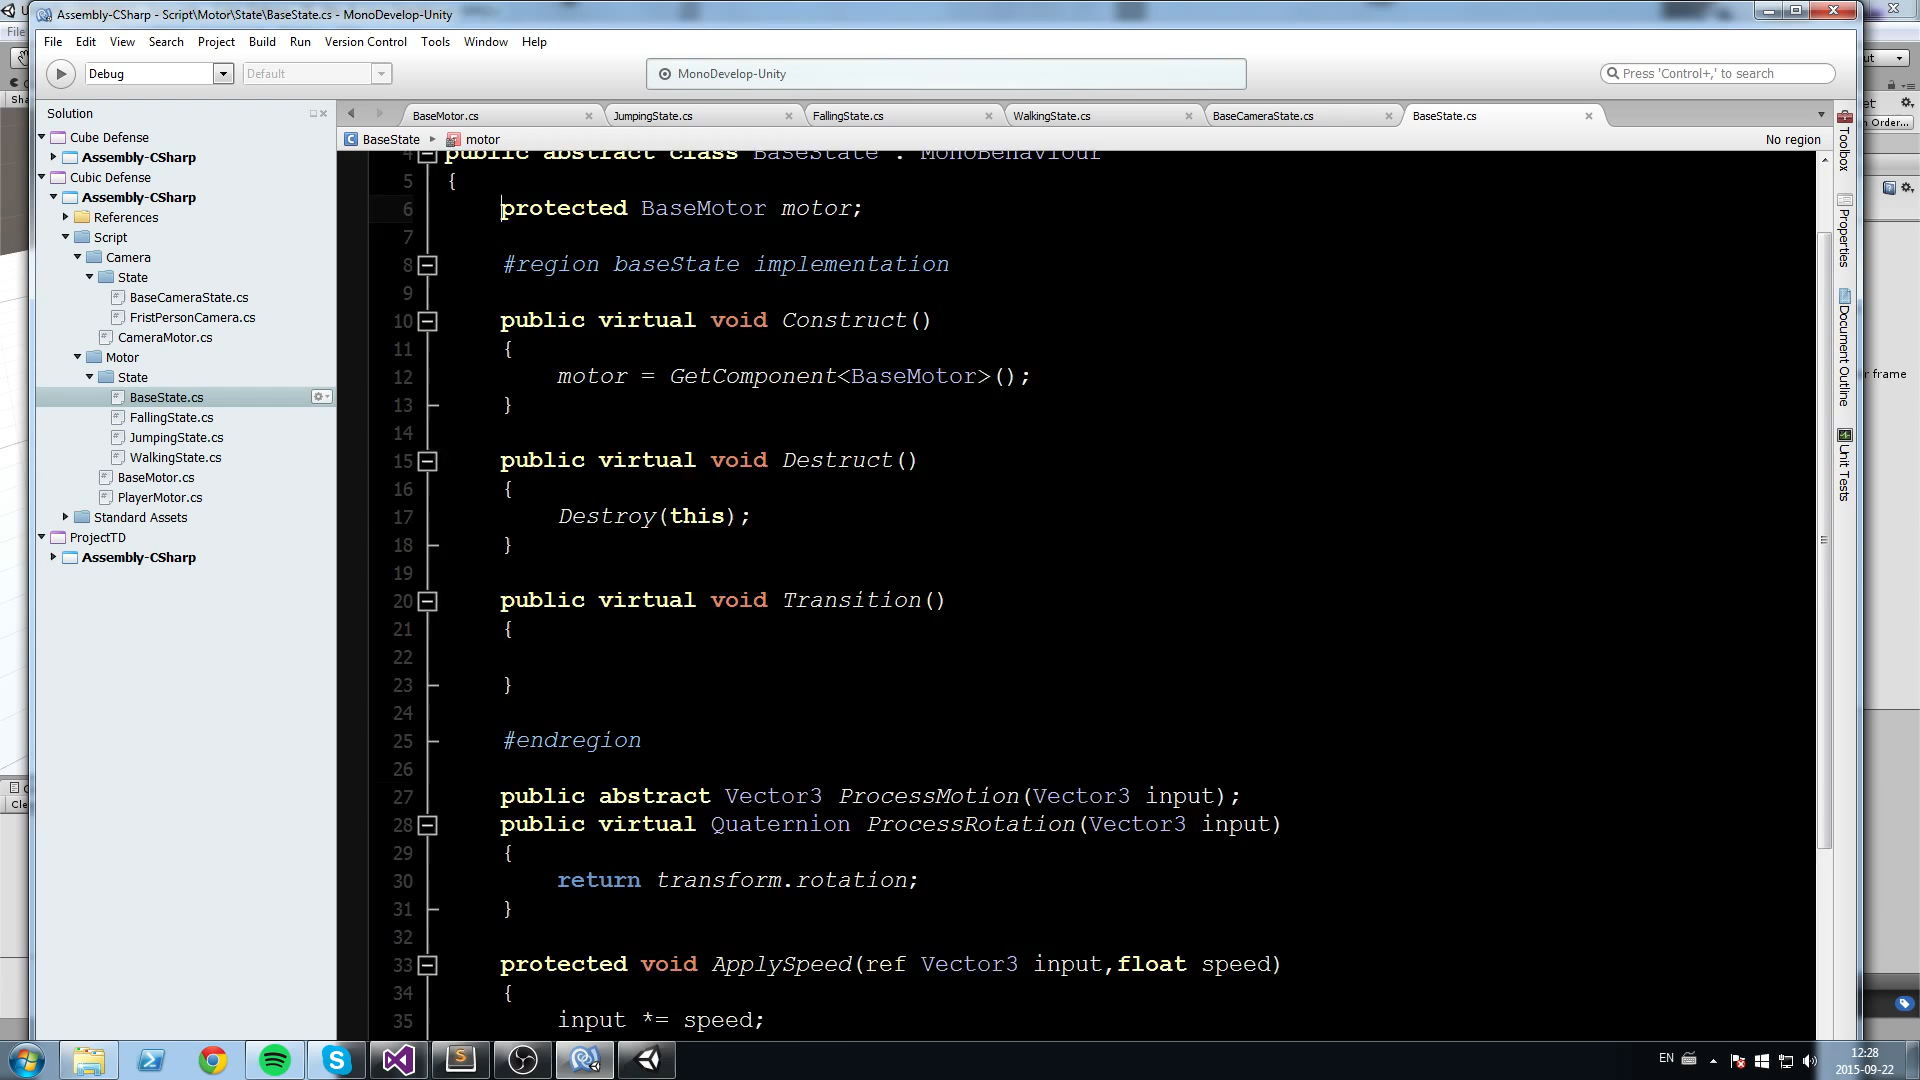 Assembly-CSharp - Script\Motor\State\BaseState.cs - MonoDevelop-Unity
File Edit View Search Project Build Run Version Control Tools Window Help
Debug
Default
MonoDevelop-Unity
Press 'Control+,' to search
Solution
BaseMotor.cs
JumpingState.cs
FallingState.cs
WalkingState.cs
BaseCameraState.cs
BaseState.cs
BaseState
motor
No region
Cube Defense
Assembly-CSharp
Cubic Defense
Assembly-CSharp
References
Script
Camera
State
BaseCameraState.cs
FristPersonCamera.cs
CameraMotor.cs
Motor
State
BaseState.cs
FallingState.cs
JumpingState.cs
WalkingState.cs
BaseMotor.cs
PlayerMotor.cs
Standard Assets
ProjectTD
Assembly-CSharp
4 public abstract class BaseState : MonoBehaviour
5 {
6 protected BaseMotor motor;
7
8 #region baseState implementation
9
10 public virtual void Construct()
11 {
12 motor = GetComponent<BaseMotor>();
13 }
14
15 public virtual void Destruct()
16 {
17 Destroy(this);
18 }
19
20 public virtual void Transition()
21 {
22
23 }
24
25 #endregion
26
27 public abstract Vector3 ProcessMotion(Vector3 input);
28 public virtual Quaternion ProcessRotation(Vector3 input)
29 {
30 return transform.rotation;
31 }
32
33 protected void ApplySpeed(ref Vector3 input,float speed)
34 {
35 input *= speed;
Toolbox
Properties
Document Outline
Unit Tests
n Order...
r frame
EN
12:28
2015-09-22